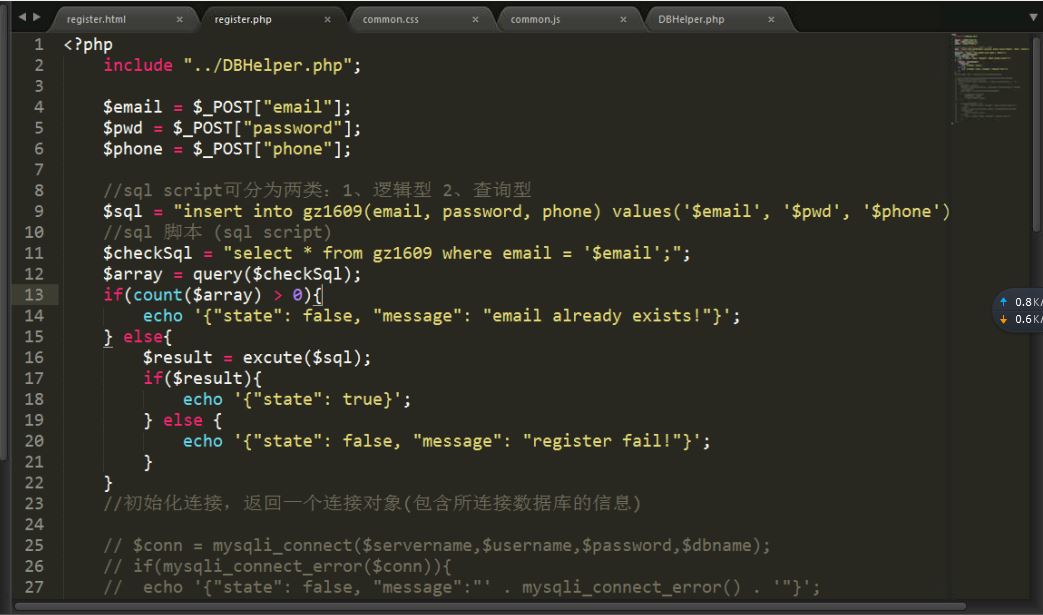 register.html × register.php × common.css × common.js × DBHelper.php ×
1 <?php
2 include "../DBHelper.php";
3
4 $email = $_POST["email"];
5 $pwd = $_POST["password"];
6 $phone = $_POST["phone"];
7
8 //sql script可分为两类：1、逻辑型 2、查询型
9 $sql = "insert into gz1609(email, password, phone) values('$email', '$pwd', '$phone')
10 //sql 脚本 (sql script)
11 $checkSql = "select * from gz1609 where email = '$email';";
12 $array = query($checkSql);
13 if(count($array) > 0){
14 echo '{"state": false, "message": "email already exists!"}';
15 } else{
16 $result = excute($sql);
17 if($result){
18 echo '{"state": true}';
19 } else {
20 echo '{"state": false, "message": "register fail!"}';
21 }
22 }
23 //初始化连接，返回一个连接对象(包含所连接数据库的信息)
24
25 // $conn = mysqli_connect($servername,$username,$password,$dbname);
26 // if(mysqli_connect_error($conn)){
27 // echo '{"state": false, "message":"' . mysqli_connect_error() . '"}';
0.8K/
0.6K/